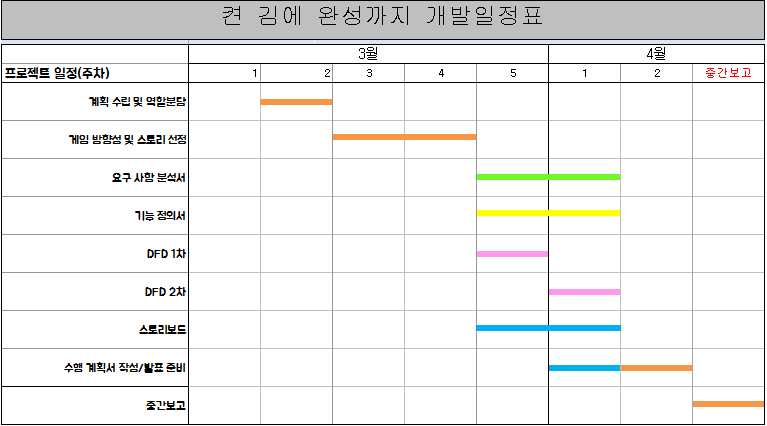 켠 김에 완성까지 개발일정표
3월 4월
프로젝트 일정(주차) 1 2 3 4 5 1 2 중간보고
계획 수립 및 역할분담
게임 방향성 및 스토리 선정
요구 사항 분석서
기능 정의서
DFD 1차
DFD 2차
스토리보드
수행 계획서 작성/발표 준비
중간보고